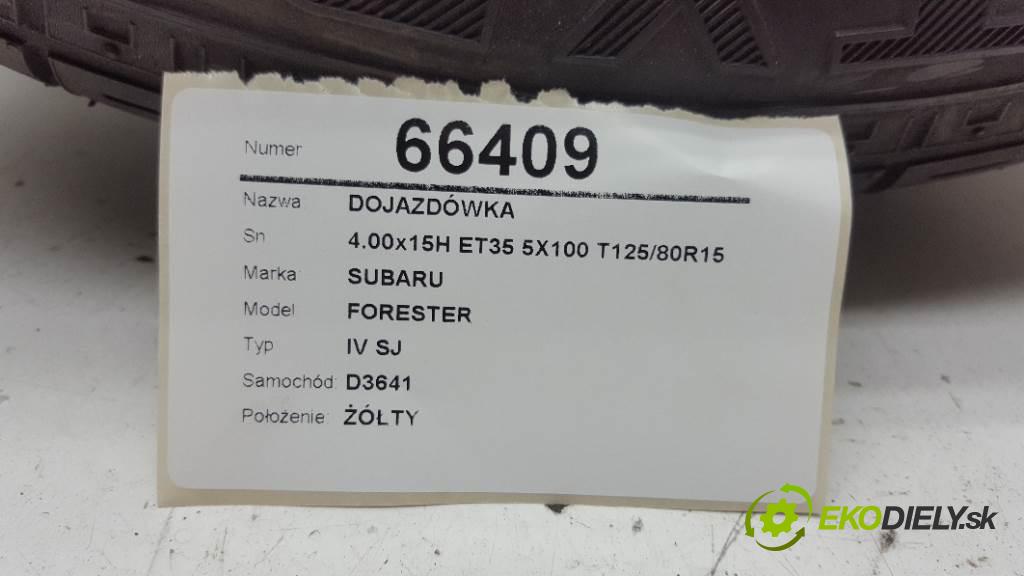 Numer 66409
Nazwa DOJAZDÓWKA
Sn 4.00x15H ET35 5X100 T125/80R15
Marka SUBARU
Model FORESTER
Typ IV SJ
Samochód: D3641
Położenie: ŻÓŁTY
EKODIELY.sk